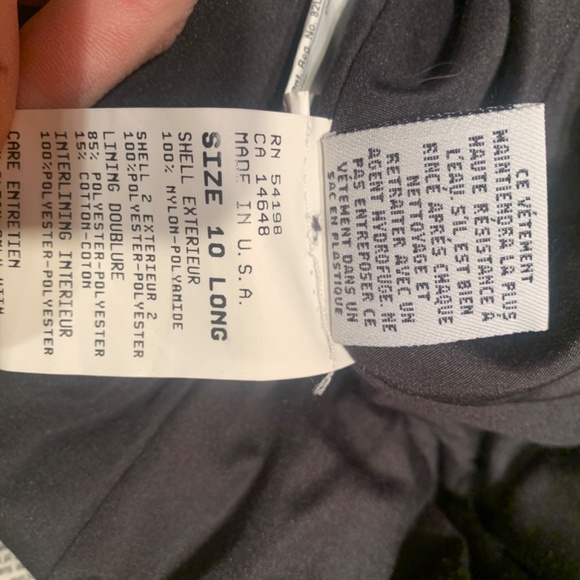 RN 54198
CA 14648
MADE IN U.S.A.
SIZE 10 LONG
SHELL EXTERIEUR
100% NYLON-POLYAMIDE
SHELL 2 EXTERIEUR 2
100%POLYESTER-POLYESTER
LINING DOUBLURE
85% POLYESTER-POLYESTER
15% COTTON-COTON
INTERLINING INTERIEUR
100%POLYESTER-POLYESTER
CARE ENTRETIEN
CE VÊTEMENT
MAINTIENDRA LA PLUS
HAUTE RÉSISTANCE À
L'EAU, S'IL EST BIEN
RINCÉ APRÈS CHAQUE
NETTOYAGE ET
RETRAITER AVEC UN
AGENT HYDROFUGE. NE
PAS ENTREPOSER CE
VÊTEMENT DANS UN
SAC EN PLASTIQUE
Reg. No.